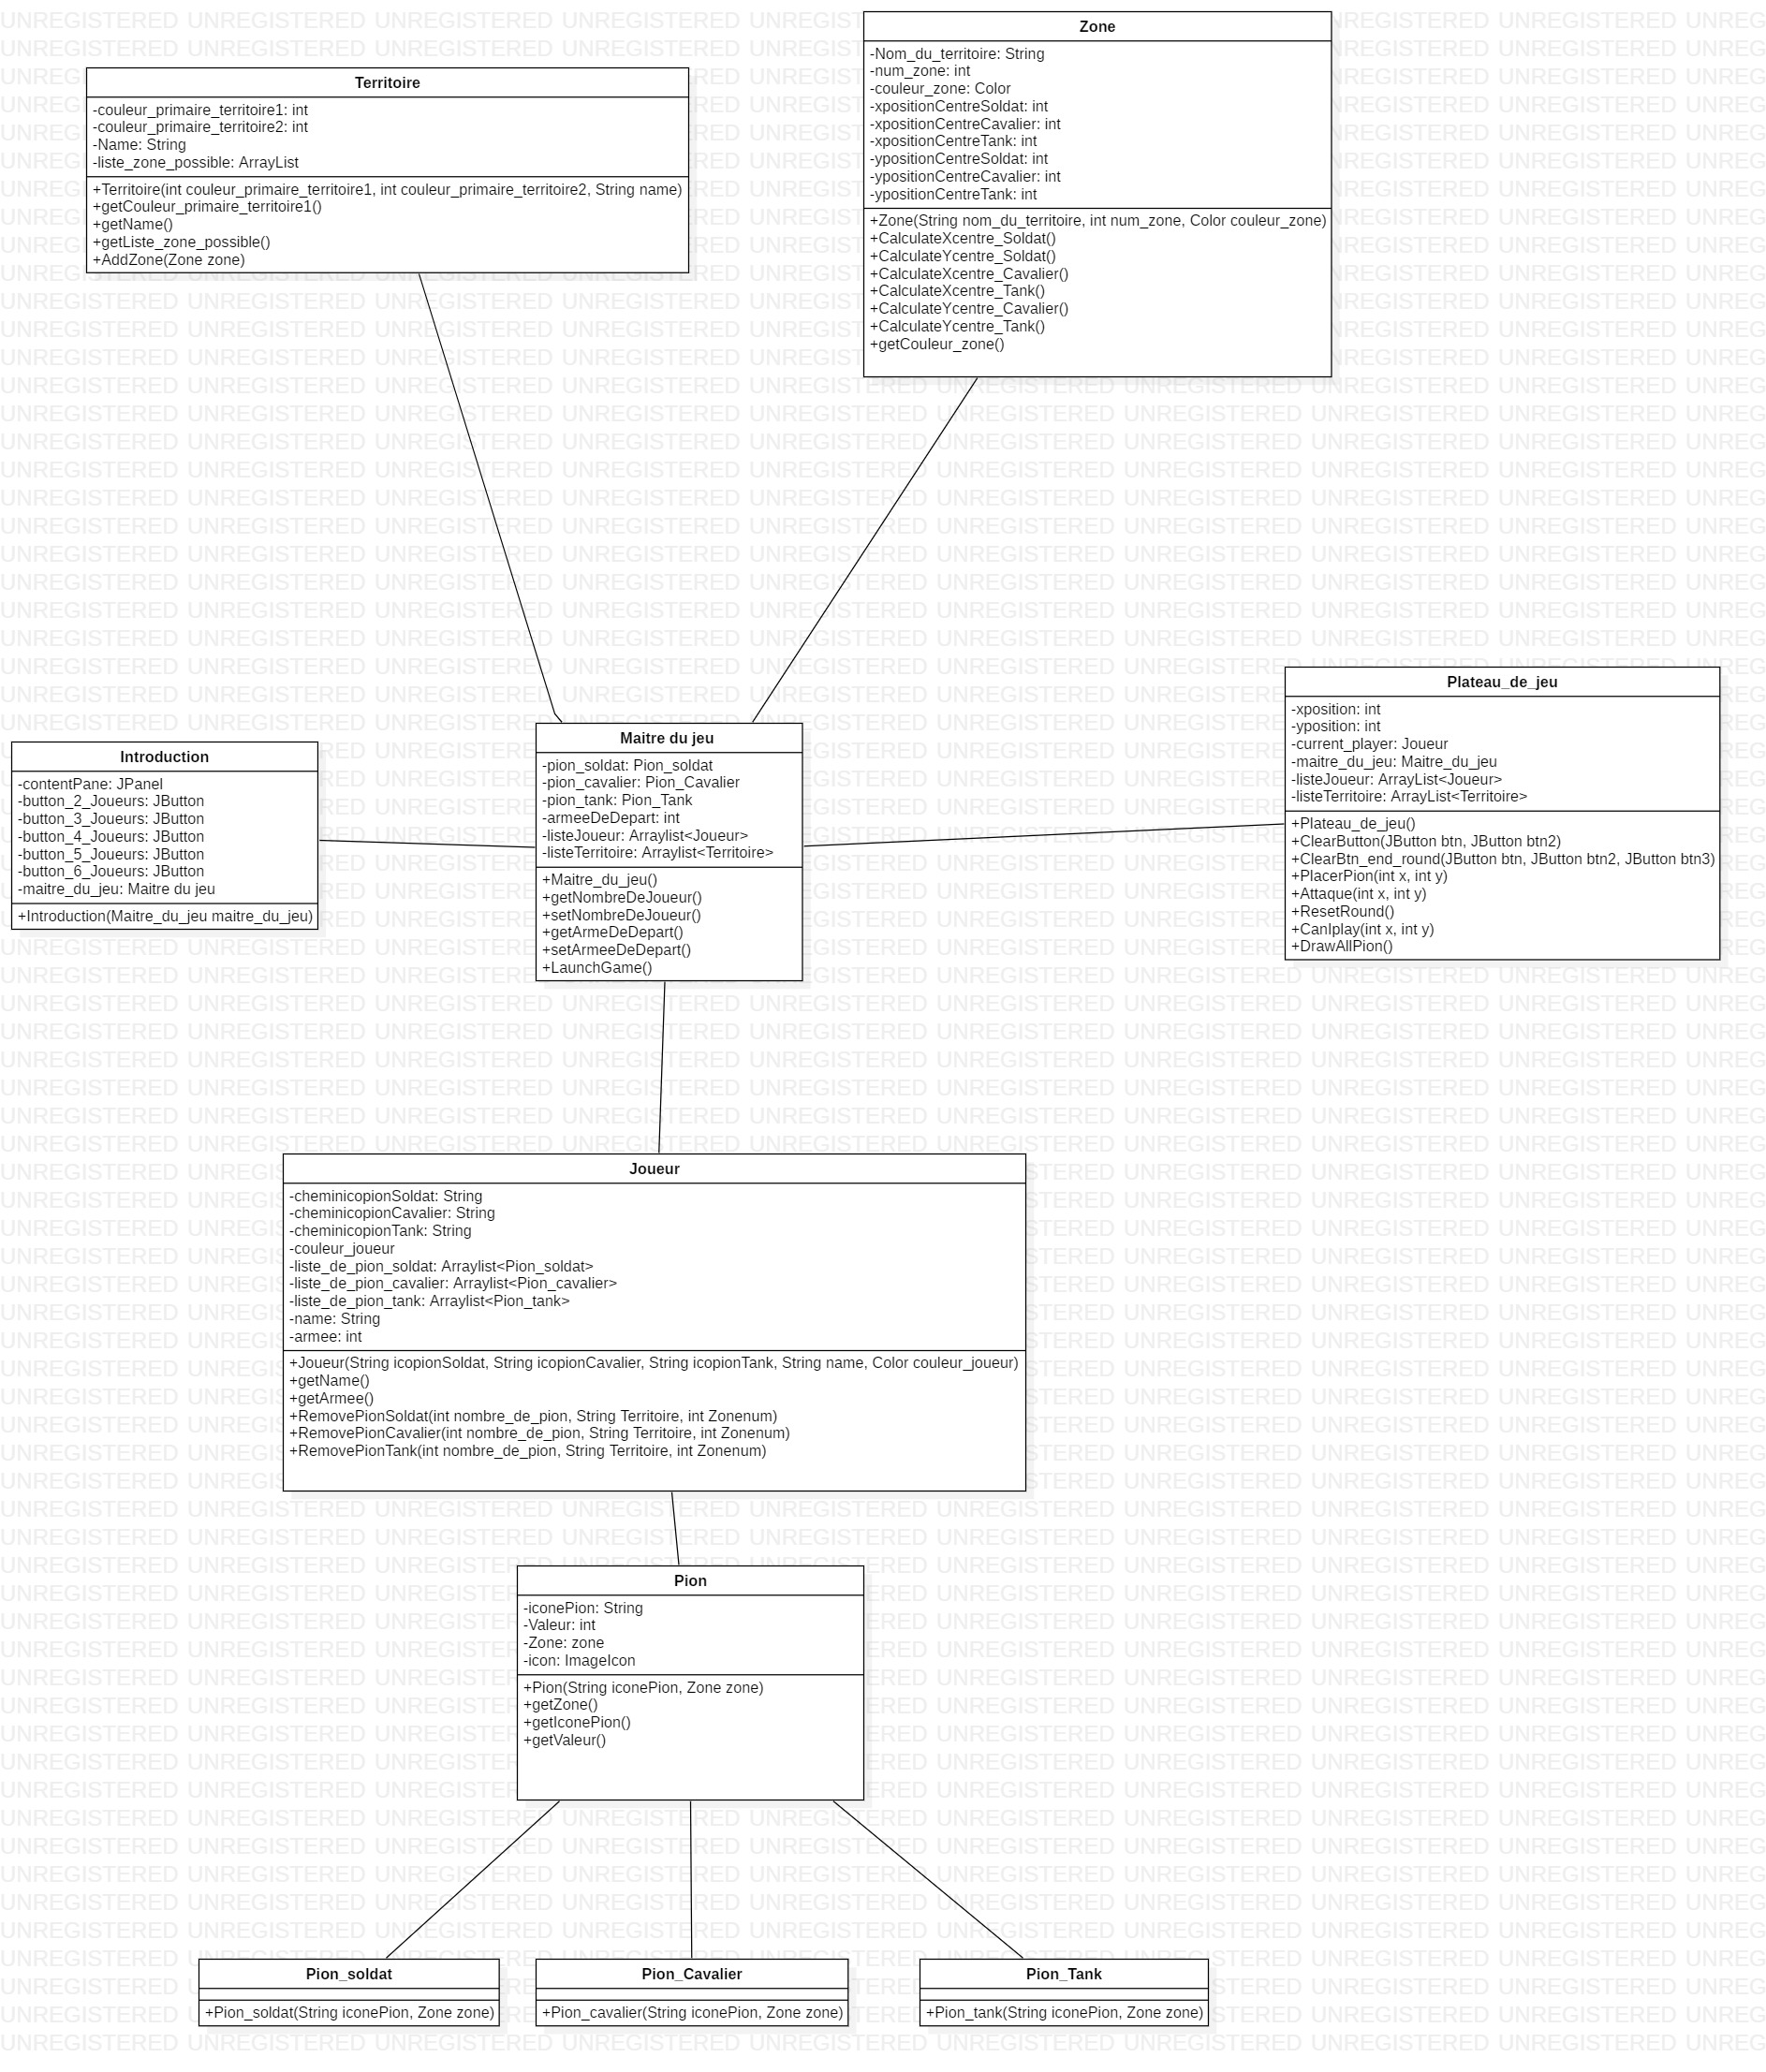 Territoire
-couleur_primaire_territoire1: int
-couleur_primaire_territoire2: int
-Name: String
-liste_zone_possible: ArrayList
+Territoire(int couleur_primaire_territoire1, int couleur_primaire_territoire2, String name)
+getCouleur_primaire_territoire1()
+getName()
+getListe_zone_possible()
+AddZone(Zone zone)
Zone
-Nom_du_territoire: String
-num_zone: int
-couleur_zone: Color
-xpositionCentreSoldat: int
-xpositionCentreCavalier: int
-xpositionCentreTank: int
-ypositionCentreSoldat: int
-ypositionCentreCavalier: int
-ypositionCentreTank: int
+Zone(String nom_du_territoire, int num_zone, Color couleur_zone)
+CalculateXcentre_Soldat()
+CalculateYcentre_Soldat()
+CalculateXcentre_Cavalier()
+CalculateXcentre_Tank()
+CalculateYcentre_Cavalier()
+CalculateYcentre_Tank()
+getCouleur_zone()
Introduction
-contentPane: JPanel
-button_2_Joueurs: JButton
-button_3_Joueurs: JButton
-button_4_Joueurs: JButton
-button_5_Joueurs: JButton
-button_6_Joueurs: JButton
-maitre_du_jeu: Maitre du jeu
+Introduction(Maitre_du_jeu maitre_du_jeu)
Maitre du jeu
-pion_soldat: Pion_soldat
-pion_cavalier: Pion_Cavalier
-pion_tank: Pion_Tank
-armeeDeDepart: int
-listeJoueur: Arraylist<Joueur>
-listeTerritoire: Arraylist<Territoire>
+Maitre_du_jeu()
+getNombreDeJoueur()
+setNombreDeJoueur()
+getArmeDeDepart()
+setArmeeDeDepart()
+LaunchGame()
Plateau_de_jeu
-xposition: int
-yposition: int
-current_player: Joueur
-maitre_du_jeu: Maitre_du_jeu
-listeJoueur: ArrayList<Joueur>
-listeTerritoire: ArrayList<Territoire>
+Plateau_de_jeu()
+ClearButton(JButton btn, JButton btn2)
+ClearBtn_end_round(JButton btn, JButton btn2, JButton btn3)
+PlacerPion(int x, int y)
+Attaque(int x, int y)
+ResetRound()
+CanIplay(int x, int y)
+DrawAllPion()
Joueur
-cheminicopionSoldat: String
-cheminicopionCavalier: String
-cheminicopionTank: String
-couleur_joueur
-liste_de_pion_soldat: Arraylist<Pion_soldat>
-liste_de_pion_cavalier: Arraylist<Pion_cavalier>
-liste_de_pion_tank: Arraylist<Pion_tank>
-name: String
-armee: int
+Joueur(String icopionSoldat, String icopionCavalier, String icopionTank, String name, Color couleur_joueur)
+getName()
+getArmee()
+RemovePionSoldat(int nombre_de_pion, String Territoire, int Zonenum)
+RemovePionCavalier(int nombre_de_pion, String Territoire, int Zonenum)
+RemovePionTank(int nombre_de_pion, String Territoire, int Zonenum)
Pion
-iconePion: String
-Valeur: int
-Zone: zone
-icon: ImageIcon
+Pion(String iconePion, Zone zone)
+getZone()
+getIconePion()
+getValeur()
Pion_soldat
+Pion_soldat(String iconePion, Zone zone)
Pion_Cavalier
+Pion_cavalier(String iconePion, Zone zone)
Pion_Tank
+Pion_tank(String iconePion, Zone zone)
UNREGISTERED